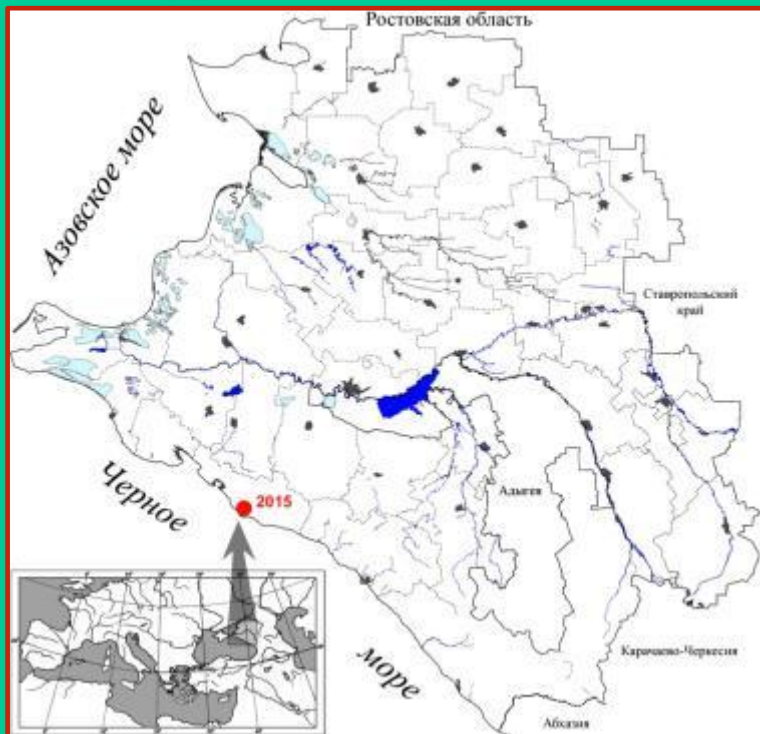 Ростовская область
Азовское море
Ставропольский
край
Черное
2015
Адыгея
Карачаево-Черкесия
море
Абхазия